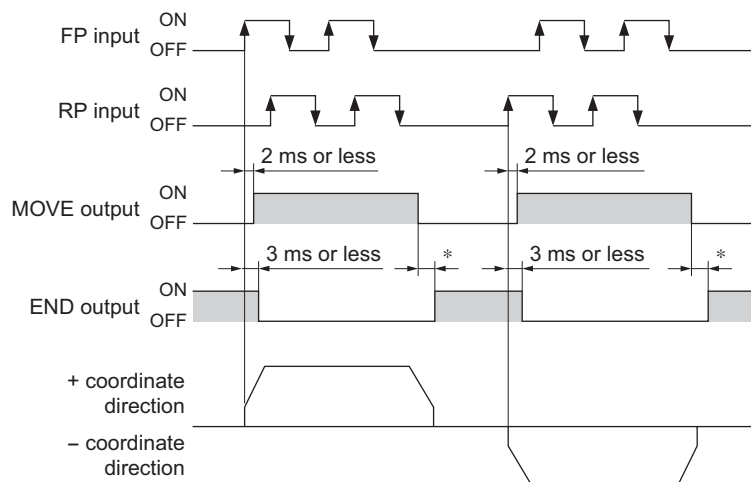 ON
FP input
OFF
ON
RP input
OFF
2 ms or less
2 ms or less
ON
MOVE output
OFF
3 ms or less
*
3 ms or less
*
ON
END output
OFF
+ coordinate
direction
− coordinate
direction